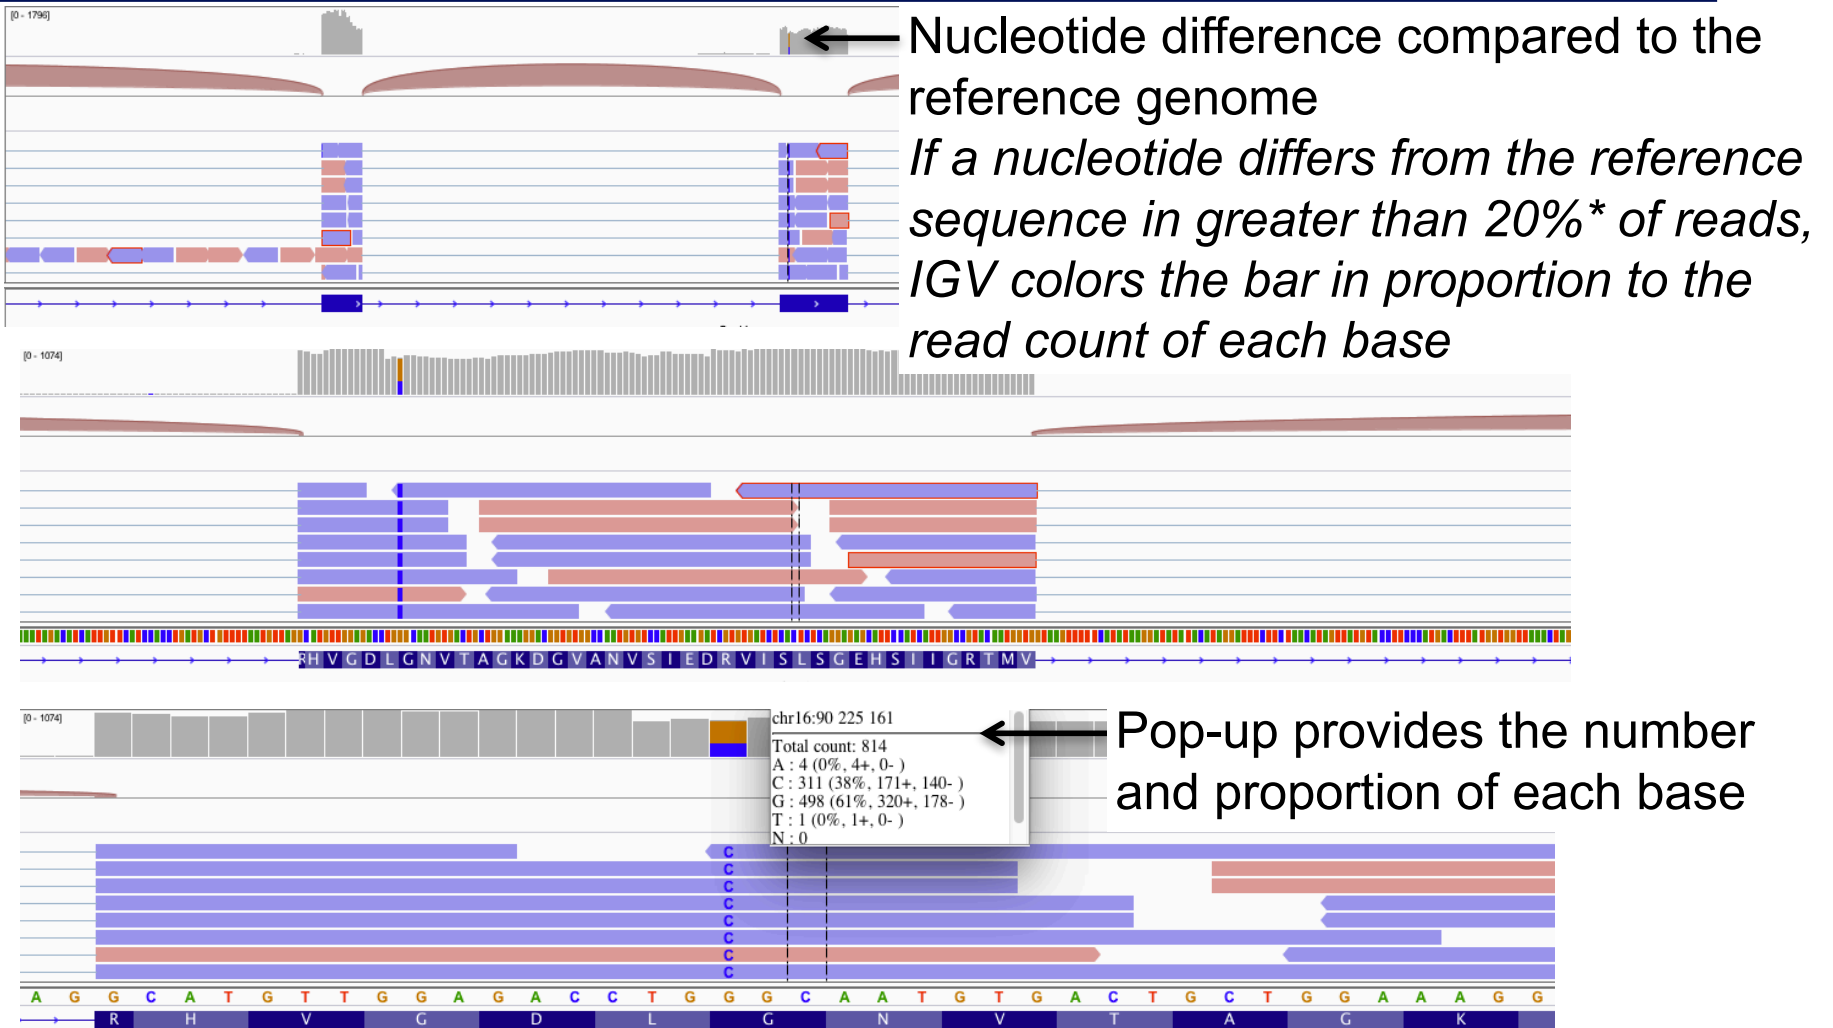 [0 - 1796]
Nucleotide difference compared to the
reference genome
If a nucleotide differs from the reference
sequence in greater than 20%* of reads,
IGV colors the bar in proportion to the
read count of each base
[0 - 1074]
R H V G D L G N V T A G K D G V A N V S I E D R V I S L S G E H S I I G R T M V
[0 - 1074]
chr16:90 225 161
Total count: 814
A : 4 (0%, 4+, 0- )
C : 311 (38%, 171+, 140- )
G : 498 (61%, 320+, 178- )
T : 1 (0%, 1+, 0- )
N : 0
Pop-up provides the number
and proportion of each base
C
C
C
C
C
C
C
C
A G G C A T G T T G G A G A C C T G G G C A A T G T G A C T G C T G G A A A G G
R H V G D L G N V T A G K